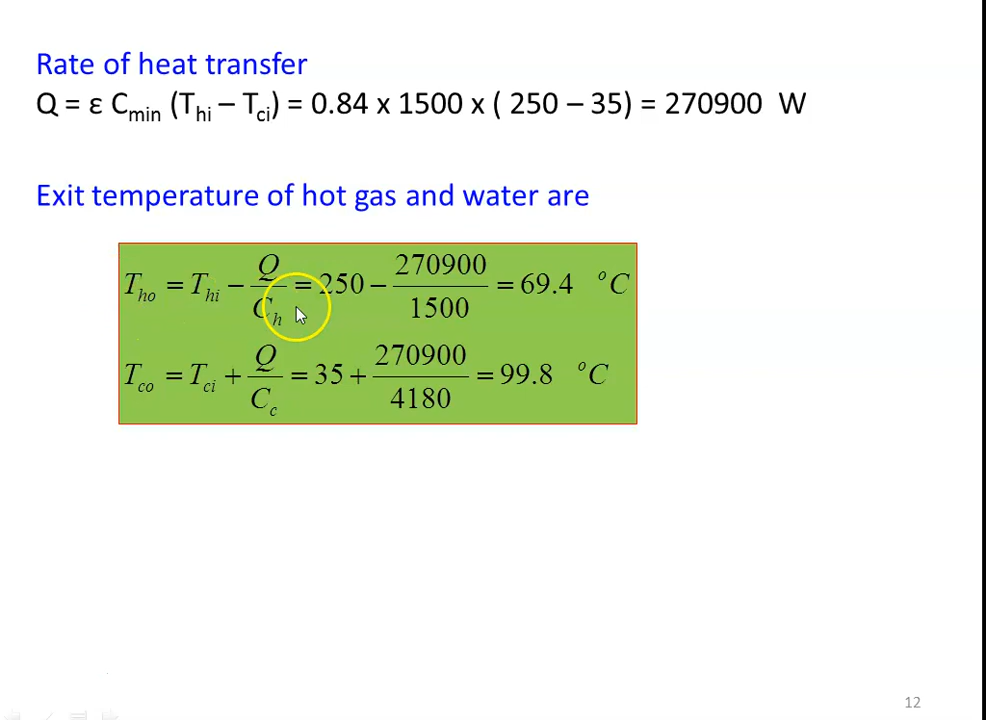 Rate of heat transfer
Q = ε Cmin (Thi – Tci) = 0.84 x 1500 x ( 250 – 35) = 270900 W
Exit temperature of hot gas and water are
Tho = Thi − Q/Ch = 250 − 270900/1500 = 69.4 °C
Tco = Tci + Q/Cc = 35 + 270900/4180 = 99.8 °C
12